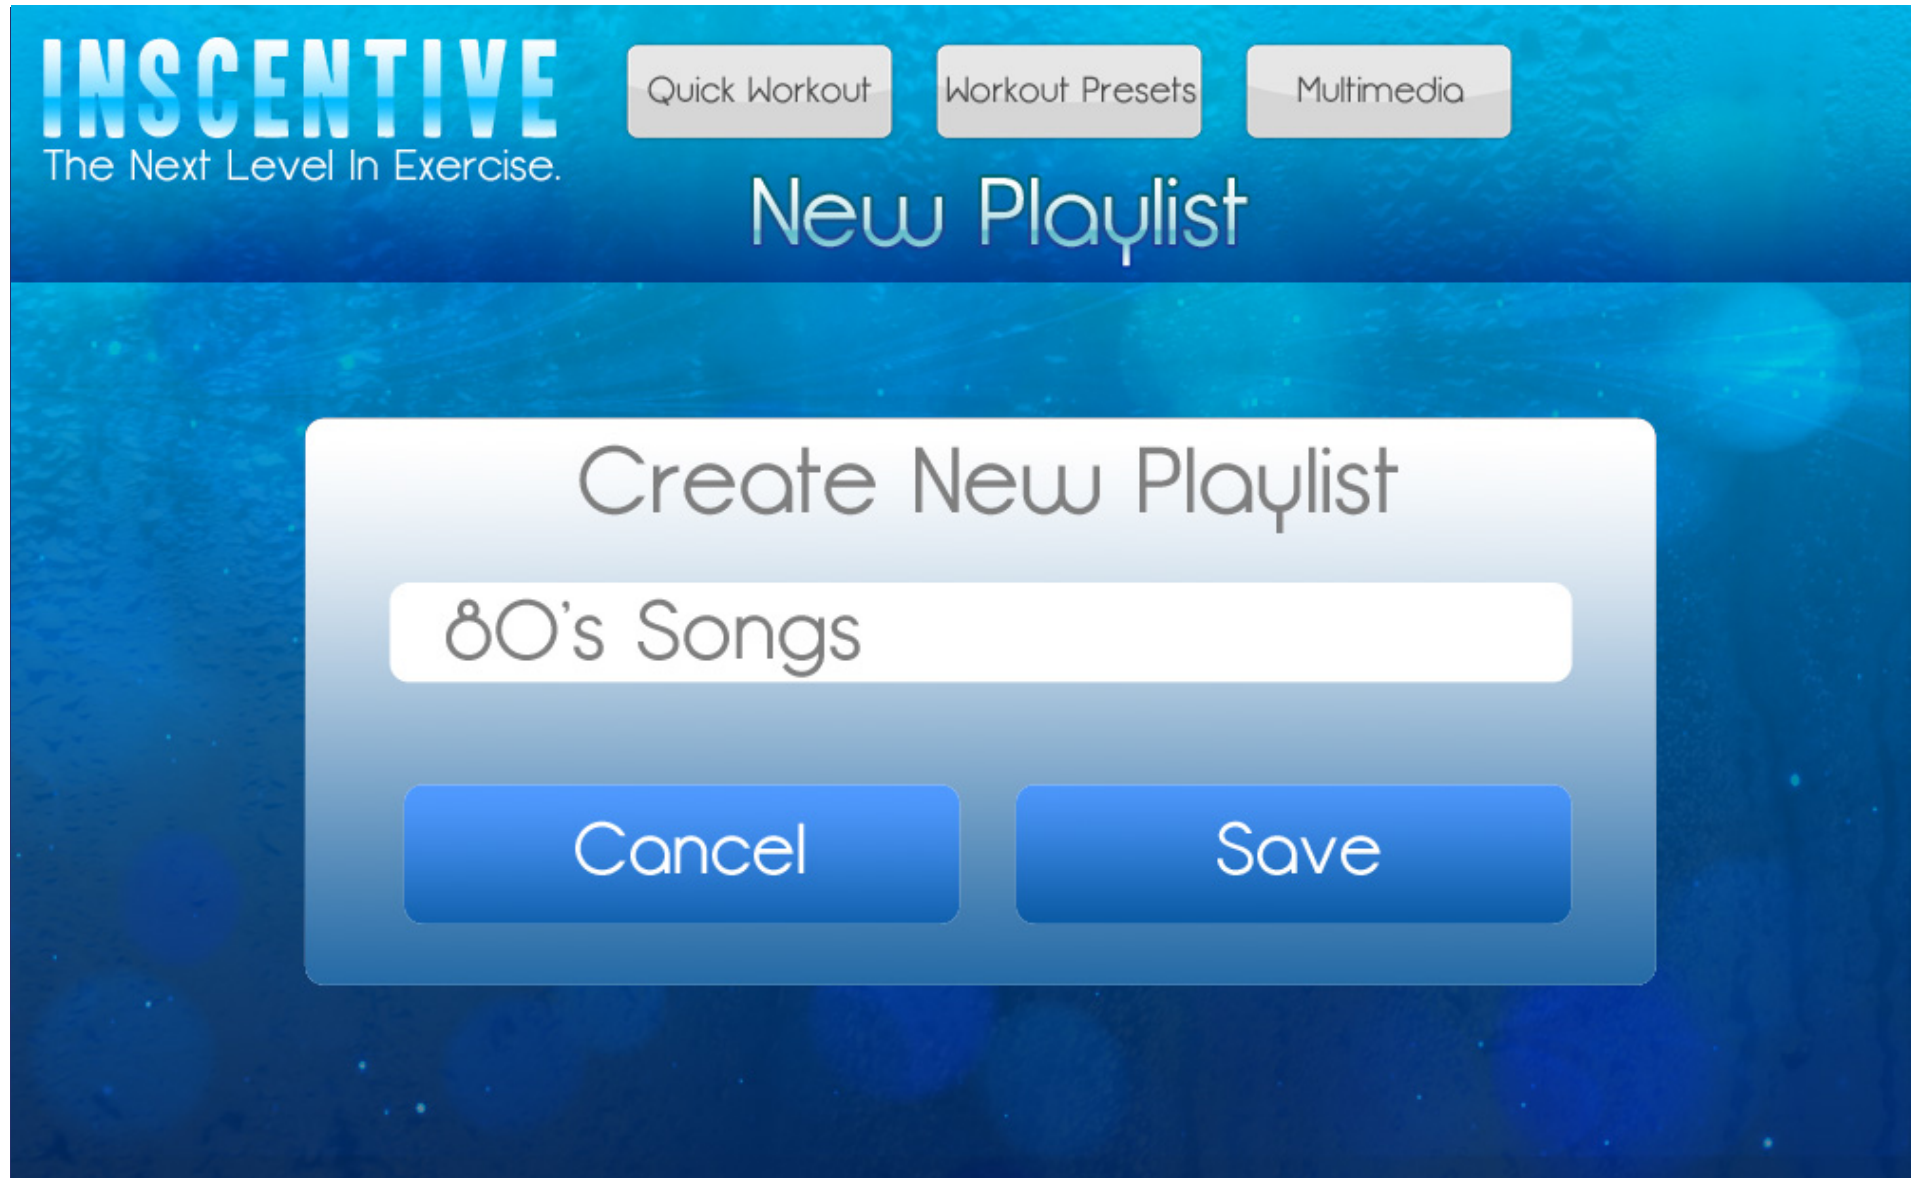 INSCENTIVE
The Next Level In Exercise.
Quick Workout
Workout Presets
Multimedia
New Playlist
Create New Playlist
80's Songs
Cancel
Save